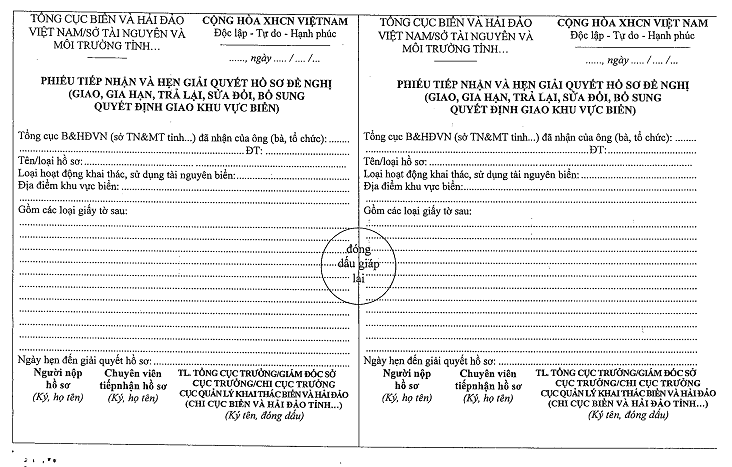 TỔNG CỤC BIỂN VÀ HẢI ĐẢO
VIỆT NAM/SỞ TÀI NGUYÊN VÀ
MÔI TRƯỜNG TỈNH…
CỘNG HÒA XHCN VIỆTNAM
Độc lập - Tự do - Hạnh phúc
......, ngày ..... / .... /...
PHIẾU TIẾP NHẬN VÀ HẸN GIẢI QUYẾT HỒ SƠ ĐỀ NGHỊ
(GIAO, GIA HẠN, TRẢ LẠI, SỬA ĐỔI, BỔ SUNG
QUYẾT ĐỊNH GIAO KHU VỰC BIỂN)
Tổng cục B&HĐVN (sở TN&MT tỉnh...) đã nhận của ông (bà, tổ chức): .......
ĐT:
Tên/loại hồ sơ:
Loại hoạt động khai thác, sử dụng tài nguyên biển:
Địa điểm khu vực biển:
Gồm các loại giấy tờ sau:
Ngày hẹn đến giải quyết hồ sơ:
Người nộp
hồ sơ
(Ký, họ tên)
Chuyên viên
tiếpnhận hồ sơ
(Ký, họ tên)
TL. TỔNG CỤC TRƯỞNG/GIÁM ĐỐC SỞ
CỤC TRƯỞNG/CHI CỤC TRƯỞNG
CỤC QUẢN LÝ KHAI THÁC BIỂN VÀ HẢI ĐẢO
(CHI CỤC BIỂN VÀ HẢI ĐẢO TỈNH…)
(Ký tên, đóng dấu)
đóng
dấu giáp
lai
TỔNG CỤC BIỂN VÀ HẢI ĐẢO
VIỆT NAM/SỞ TÀI NGUYÊN VÀ
MÔI TRƯỜNG TỈNH…
CỘNG HÒA XHCN VIỆT NAM
Độc lập - Tự do - Hạnh phúc
......, ngày ..... / .... /...
PHIẾU TIẾP NHẬN VÀ HẸN GIẢI QUYẾT HỒ SƠ ĐỀ NGHỊ
(GIAO, GIA HẠN, TRẢ LẠI, SỬA ĐỔI, BỔ SUNG
QUYẾT ĐỊNH GIAO KHU VỰC BIỂN)
Tổng cục B&HĐVN (sở TN&MT tỉnh...) đã nhận của ông (bà, tổ chức): .......
ĐT:
Tên/loại hồ sơ:
Loại hoạt động khai thác, sử dụng tài nguyên biển:
Địa điểm khu vực biển:
Gồm các loại giấy tờ sau:
Ngày hẹn đến giải quyết hồ sơ:
Người nộp
hồ sơ
(Ký, họ tên)
Chuyên viên
tiếpnhận hồ sơ
(Ký, họ tên)
TL. TỔNG CỤC TRƯỞNG/GIÁM ĐỐC SỞ
CỤC TRƯỞNG/CHI CỤC TRƯỞNG
CỤC QUẢN LÝ KHAI THÁC BIỂN VÀ HẢI ĐẢO
(CHI CỤC BIỂN VÀ HẢI ĐẢO TỈNH…)
(Ký tên, đóng dấu)